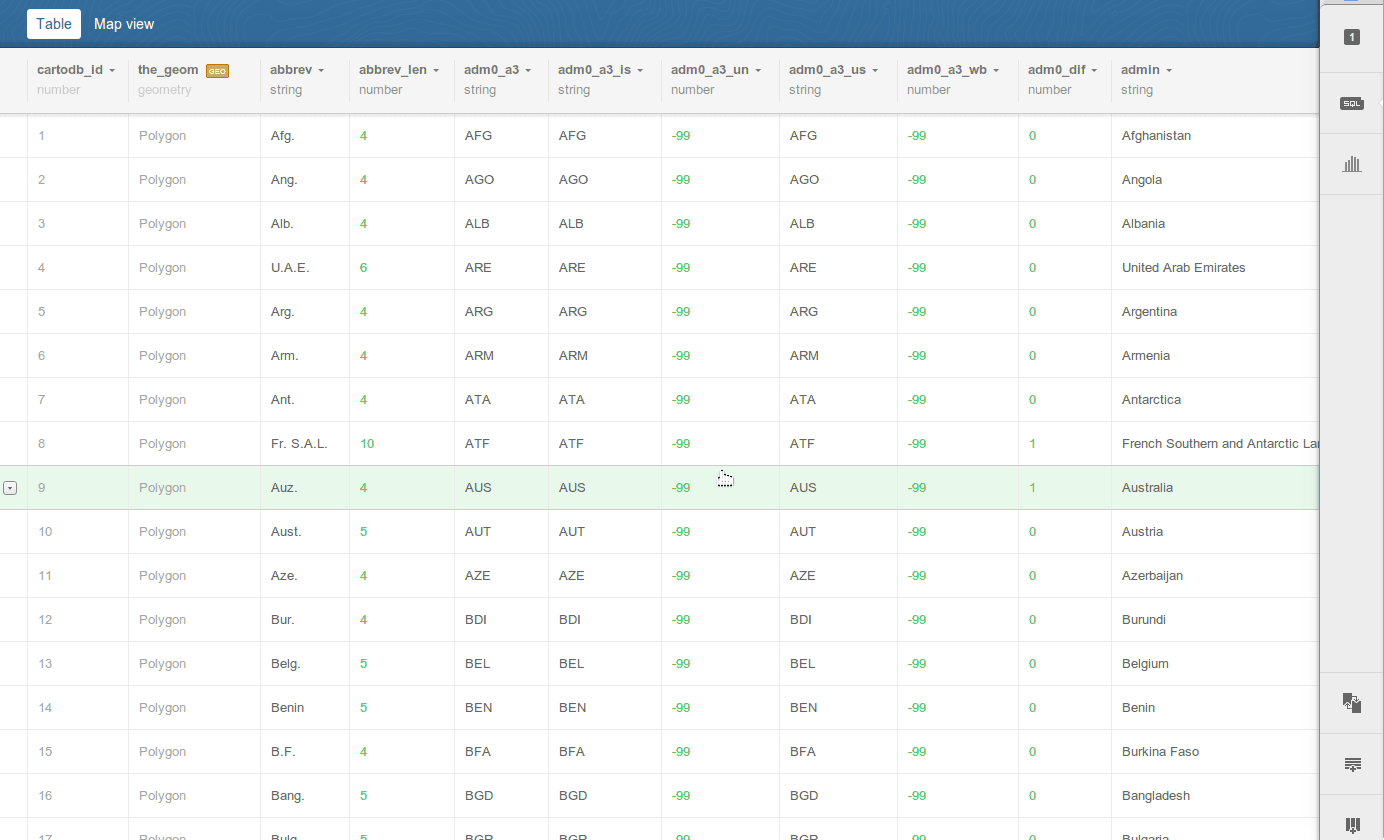 Table Map view
1
cartodb_id the_geom GEO abbrev abbrev_len adm0_a3 adm0_a3_is adm0_a3_un adm0_a3_us adm0_a3_wb adm0_dif admin
number geometry string number string string number string number number string
SQL
1 Polygon Afg. 4 AFG AFG -99 AFG -99 0 Afghanistan
2 Polygon Ang. 4 AGO AGO -99 AGO -99 0 Angola
3 Polygon Alb. 4 ALB ALB -99 ALB -99 0 Albania
4 Polygon U.A.E. 6 ARE ARE -99 ARE -99 0 United Arab Emirates
5 Polygon Arg. 4 ARG ARG -99 ARG -99 0 Argentina
6 Polygon Arm. 4 ARM ARM -99 ARM -99 0 Armenia
7 Polygon Ant. 4 ATA ATA -99 ATA -99 0 Antarctica
8 Polygon Fr. S.A.L. 10 ATF ATF -99 ATF -99 1 French Southern and Antarctic La
9 Polygon Auz. 4 AUS AUS -99 AUS -99 1 Australia
10 Polygon Aust. 5 AUT AUT -99 AUT -99 0 Austria
11 Polygon Aze. 4 AZE AZE -99 AZE -99 0 Azerbaijan
12 Polygon Bur. 4 BDI BDI -99 BDI -99 0 Burundi
13 Polygon Belg. 5 BEL BEL -99 BEL -99 0 Belgium
14 Polygon Benin 5 BEN BEN -99 BEN -99 0 Benin
15 Polygon B.F. 4 BFA BFA -99 BFA -99 0 Burkina Faso
16 Polygon Bang. 5 BGD BGD -99 BGD -99 0 Bangladesh
17 Polygon Bulg. 5 BGR BGR -99 BGR -99 0 Bulgaria